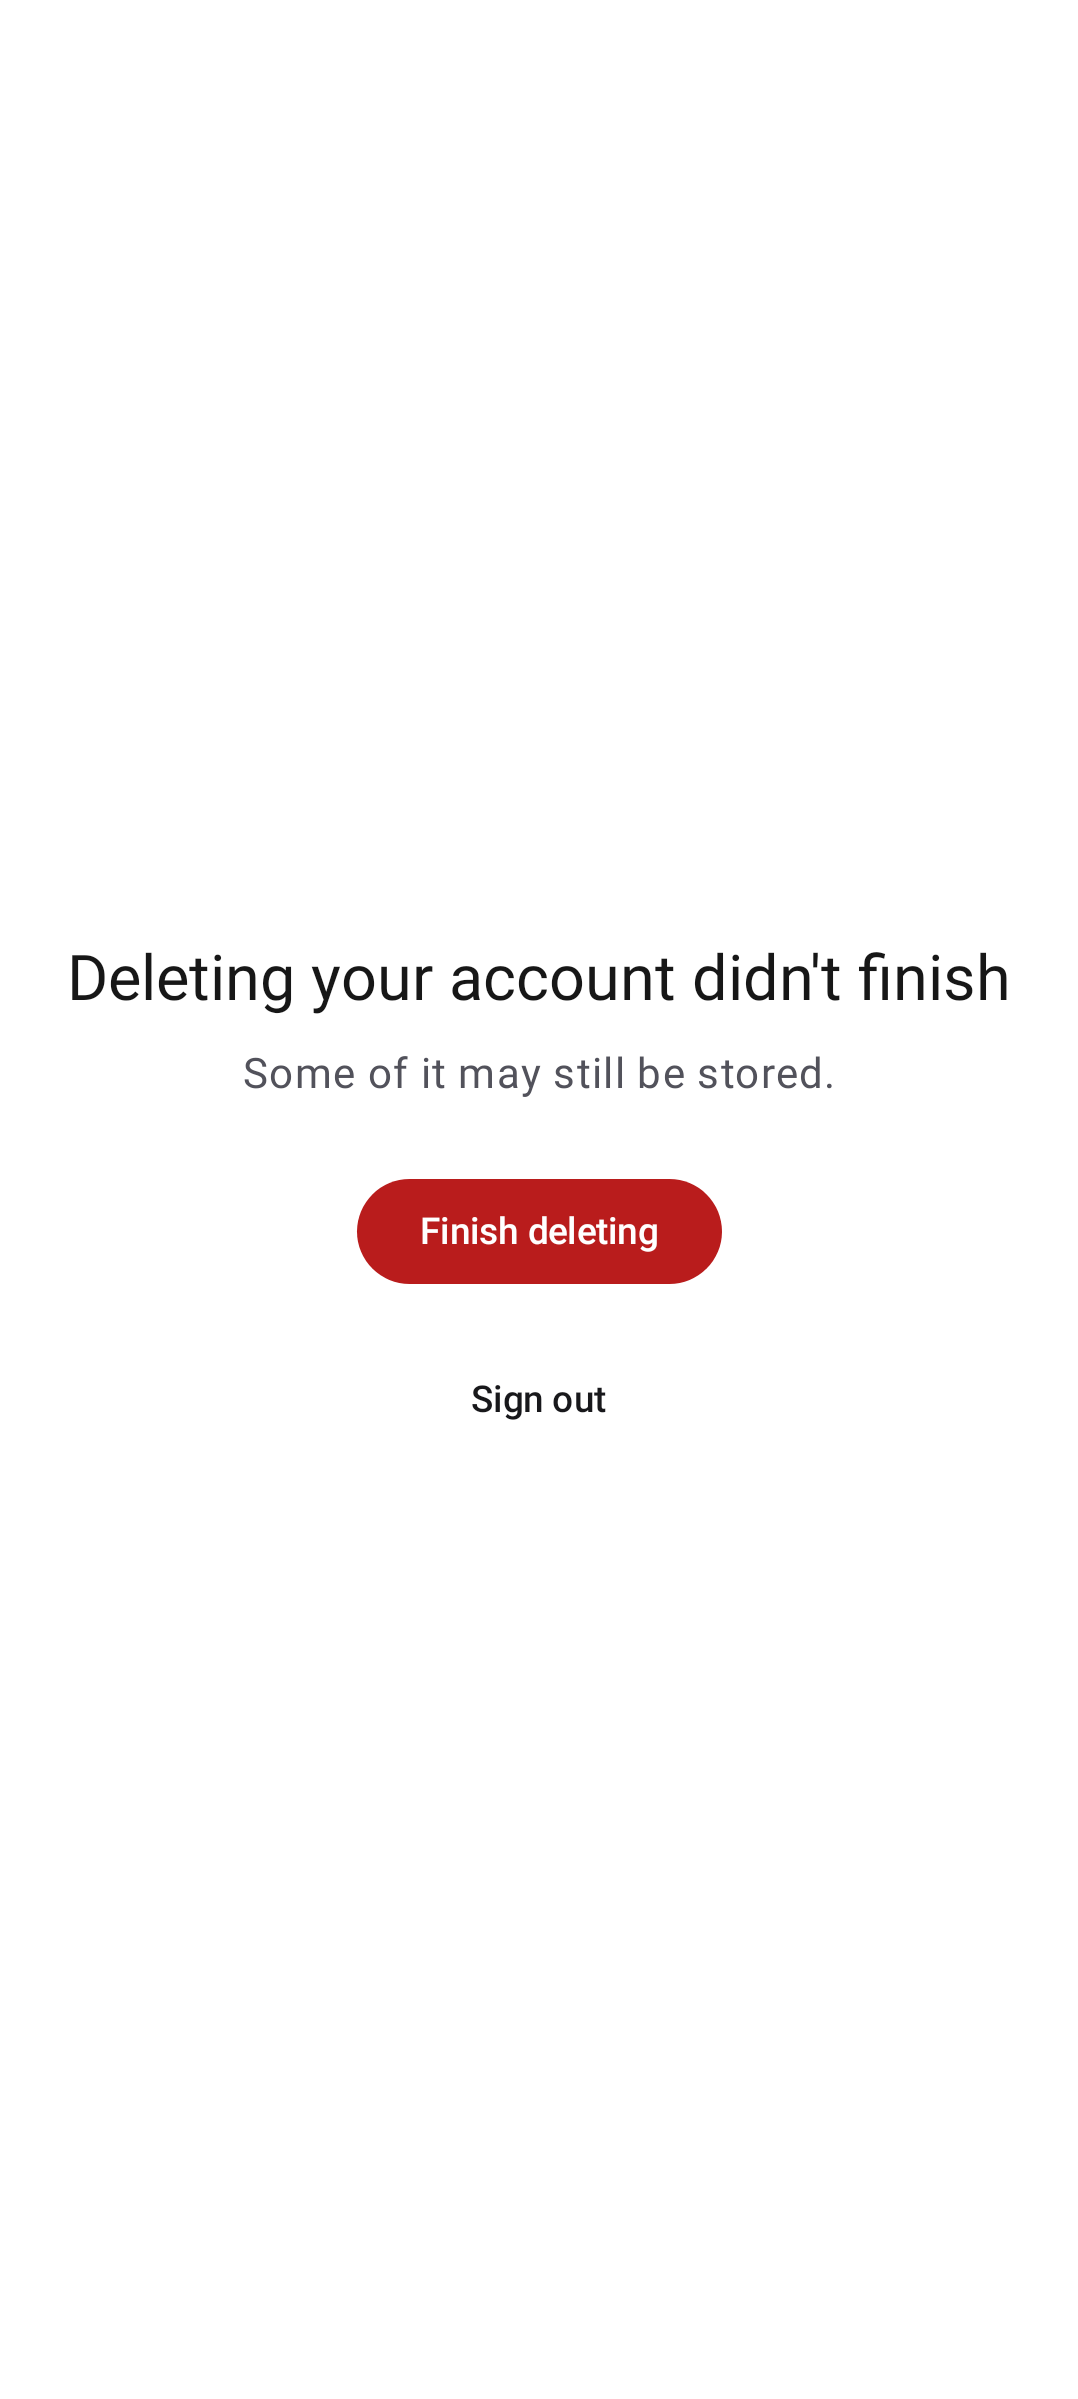 Deleting your account didn't finish
Some of it may still be stored.
Finish deleting
Sign out